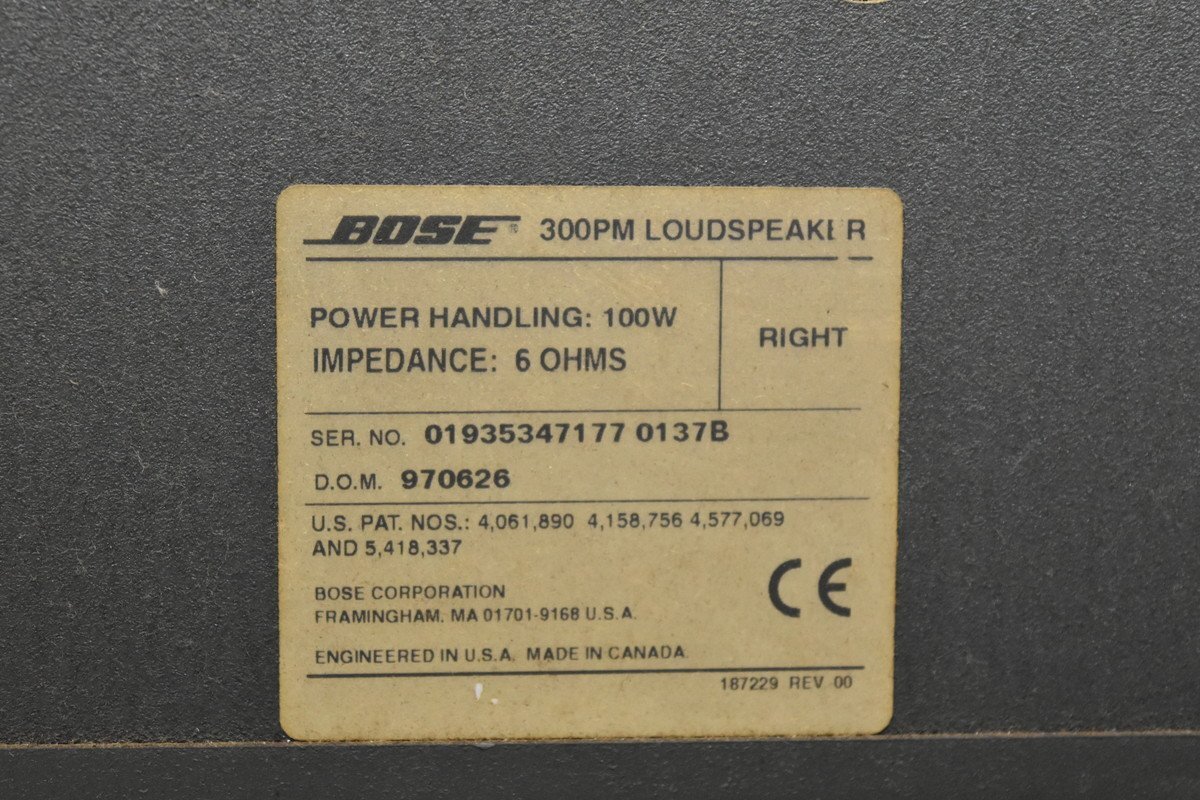 BOSE® 300PM LOUDSPEAKER
POWER HANDLING: 100W
IMPEDANCE: 6 OHMS
RIGHT
SER. NO. 01935347177 0137B
D.O.M. 970626
U.S. PAT. NOS.: 4,061,890 4,158,756 4,577,069
AND 5,418,337
BOSE CORPORATION
FRAMINGHAM, MA 01701-9168 U.S.A.
CE
ENGINEERED IN U.S.A. MADE IN CANADA
187229 REV 00